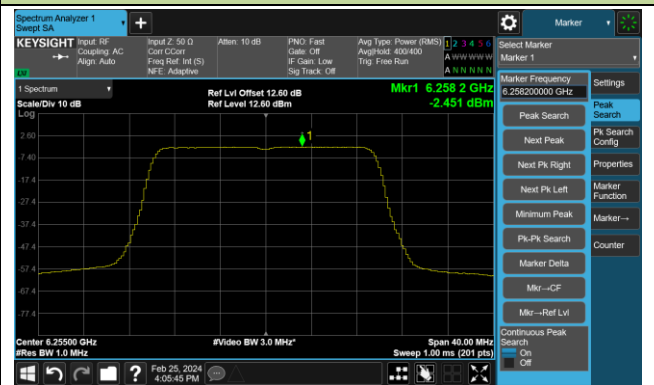 Spectrum Analyzer 1
Swept SA
+
Marker
KEYSIGHT
Input: RF
Coupling: AC
Align: Auto
Input Z: 50 Ω
Corr CCorr
Freq Ref: Int (S)
NFE: Adaptive
Atten: 10 dB
PNO: Fast
Gate: Off
IF Gain: Low
Sig Track: Off
Avg Type: Power (RMS)
Avg|Hold: 400/400
Trig: Free Run
1 2 3 4 5 6
A W W W W W
A N N N N N
Select Marker
Marker 1
1 Spectrum
Scale/Div 10 dB
Log
Ref Lvl Offset 12.60 dB
Ref Level 12.60 dBm
Mkr1 6.258 2 GHz
-2.451 dBm
2.60
-7.40
-17.4
-27.4
-37.4
-47.4
-57.4
-67.4
-77.4
1
Center 6.25500 GHz
#Res BW 1.0 MHz
#Video BW 3.0 MHz*
Span 40.00 MHz
Sweep 1.00 ms (201 pts)
Marker Frequency
6.258200000 GHz
Peak Search
Next Peak
Next Pk Right
Next Pk Left
Minimum Peak
Pk-Pk Search
Marker Delta
Mkr→CF
Mkr→Ref Lvl
Continuous Peak
Search
On
Off
Settings
Peak
Search
Pk Search
Config
Properties
Marker
Function
Marker→
Counter
?
Feb 25, 2024
4:05:45 PM